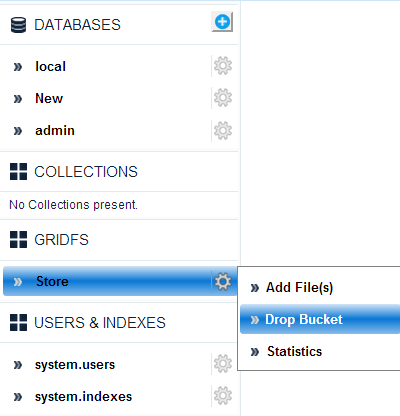 DATABASES
local
New
admin
COLLECTIONS
No Collections present.
GRIDFS
Store
Add File(s)
Drop Bucket
Statistics
USERS & INDEXES
system.users
system.indexes